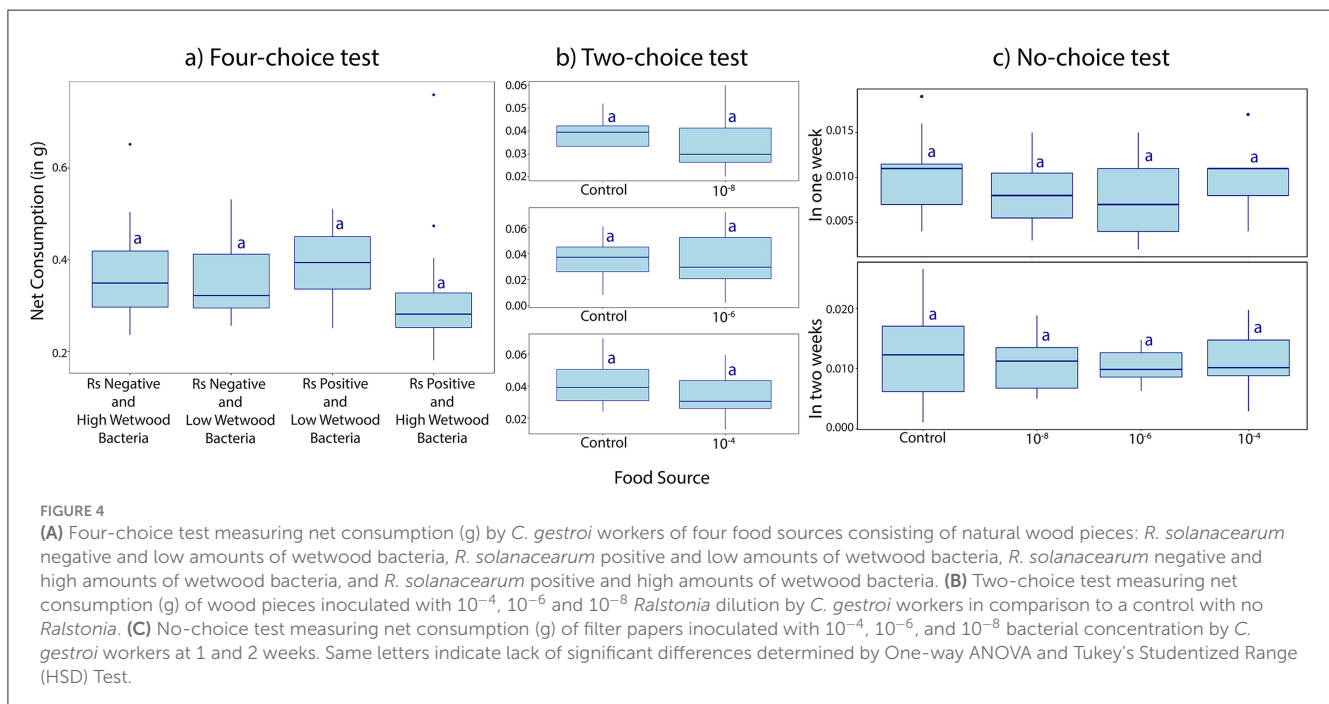 a) Four-choice test
b) Two-choice test
c) No-choice test
Net Consumption (in g)
0.6
0.4
0.2
a
a
a
a
Rs Negative
and
High Wetwood
Bacteria
Rs Negative
and
Low Wetwood
Bacteria
Rs Positive
and
Low Wetwood
Bacteria
Rs Positive
and
High Wetwood
Bacteria
0.06
0.05
0.04
0.03
0.02
a
a
Control
10⁻⁸
0.06
0.04
0.02
0.00
a
a
Control
10⁻⁶
0.06
0.04
0.02
a
a
Control
10⁻⁴
In one week
0.015
0.010
0.005
a
a
a
a
In two weeks
0.020
0.010
0.000
a
a
a
a
Control
10⁻⁸
10⁻⁶
10⁻⁴
Food Source
FIGURE 4
(A) Four-choice test measuring net consumption (g) by C. gestroi workers of four food sources consisting of natural wood pieces: R. solanacearum
negative and low amounts of wetwood bacteria, R. solanacearum positive and low amounts of wetwood bacteria, R. solanacearum negative and
high amounts of wetwood bacteria, and R. solanacearum positive and high amounts of wetwood bacteria. (B) Two-choice test measuring net
consumption (g) of wood pieces inoculated with 10⁻⁴, 10⁻⁶ and 10⁻⁸ Ralstonia dilution by C. gestroi workers in comparison to a control with no
Ralstonia. (C) No-choice test measuring net consumption (g) of filter papers inoculated with 10⁻⁴, 10⁻⁶, and 10⁻⁸ bacterial concentration by C.
gestroi workers at 1 and 2 weeks. Same letters indicate lack of significant differences determined by One-way ANOVA and Tukey's Studentized Range
(HSD) Test.